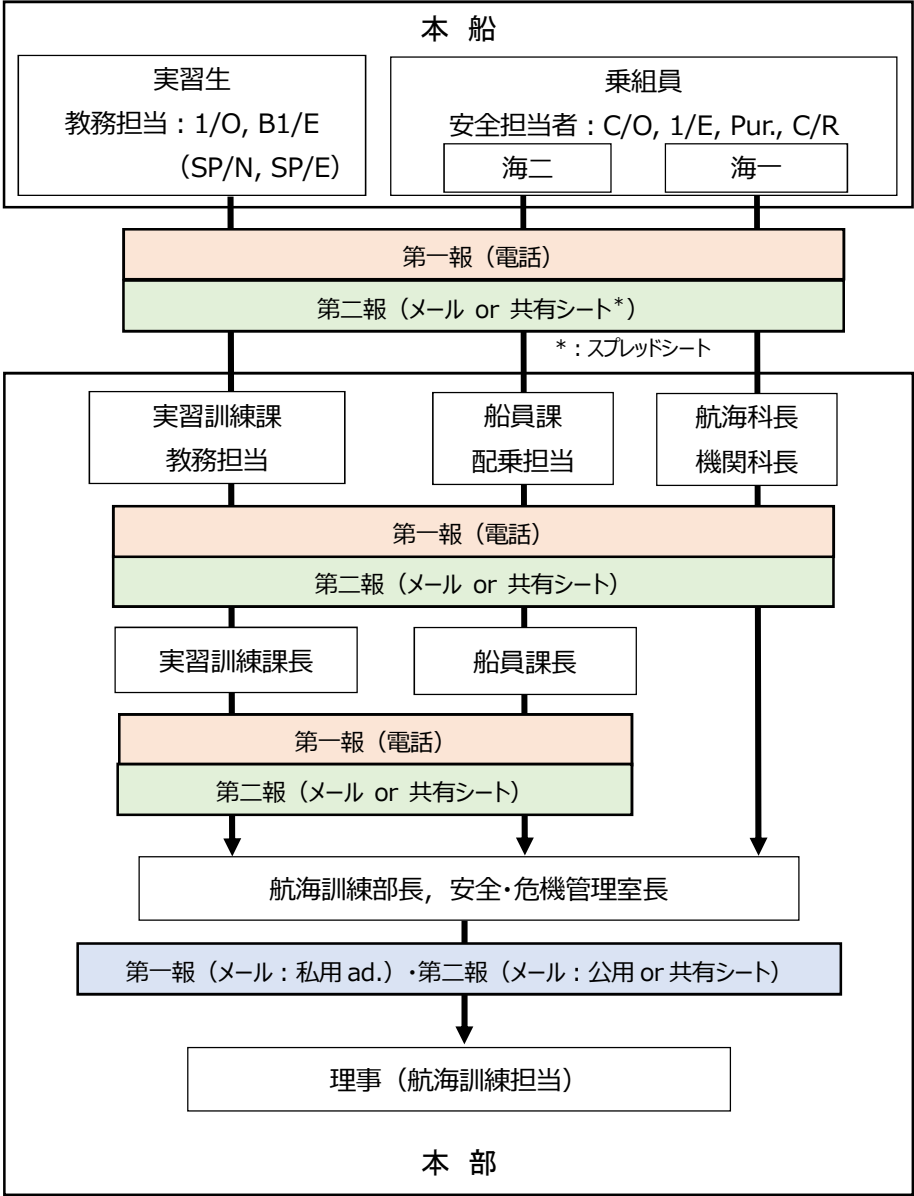 本 船
実習生
教務担当：1/O, B1/E
（SP/N, SP/E）
乗組員
安全担当者：C/O, 1/E, Pur., C/R
海二
海一
第一報（電話）
第二報（メール or 共有シート*）
*：スプレッドシート
実習訓練課
教務担当
船員課
配乗担当
航海科長
機関科長
第一報（電話）
第二報（メール or 共有シート）
実習訓練課長
船員課長
第一報（電話）
第二報（メール or 共有シート）
航海訓練部長，安全・危機管理室長
第一報（メール：私用 ad.）・第二報（メール：公用 or 共有シート）
理事（航海訓練担当）
本 部